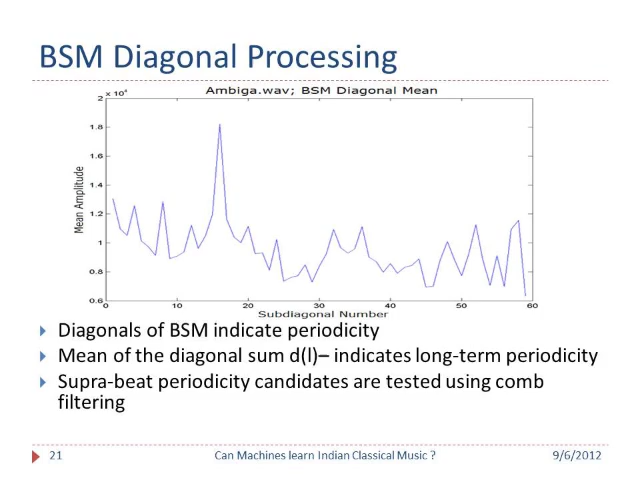 BSM Diagonal Processing
Ambiga.wav; BSM Diagonal Mean
x 10⁴
2
1.8
1.6
1.4
1.2
1
0.8
0.6
Mean Amplitude
0 10 20 30 40 50 60
Subdiagonal Number
Diagonals of BSM indicate periodicity
Mean of the diagonal sum d(l)– indicates long-term periodicity
Supra-beat periodicity candidates are tested using comb
filtering
21 Can Machines learn Indian Classical Music ? 9/6/2012